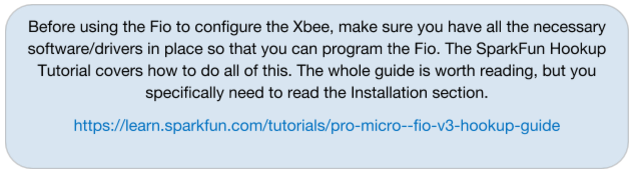 Before using the Fio to configure the Xbee, make sure you have all the necessary
software/drivers in place so that you can program the Fio. The SparkFun Hookup
Tutorial covers how to do all of this. The whole guide is worth reading, but you
specifically need to read the Installation section.
https://learn.sparkfun.com/tutorials/pro-micro--fio-v3-hookup-guide